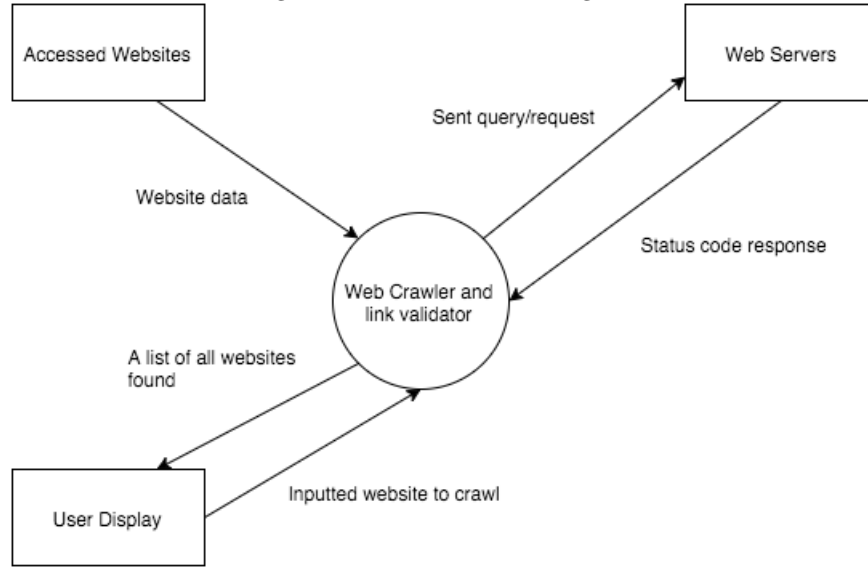 Accessed Websites
Web Servers
Sent query/request
Website data
Status code response
Web Crawler and
link validator
A list of all websites
found
Inputted website to crawl
User Display